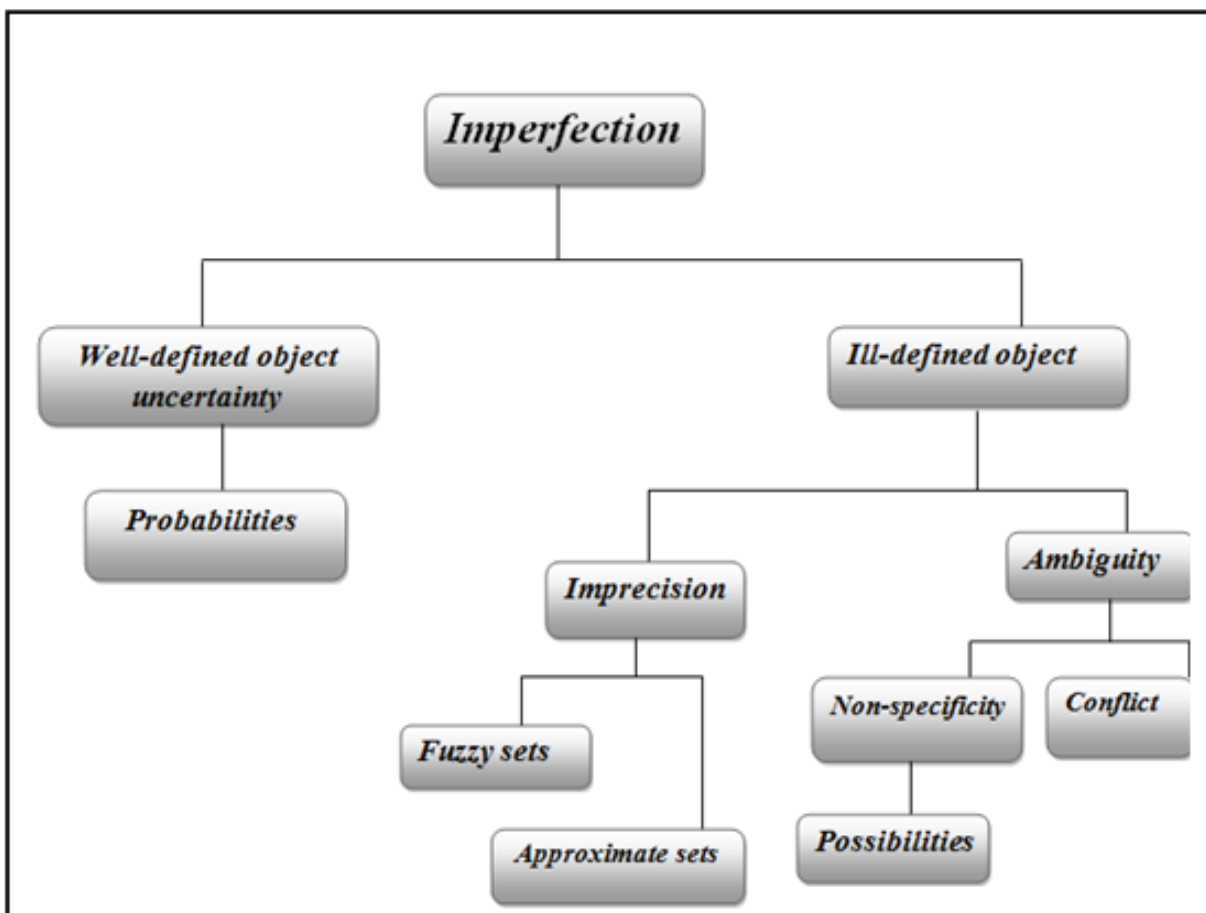 Imperfection
Well-defined object
uncertainty
Ill-defined object
Probabilities
Imprecision
Ambiguity
Non-specificity
Conflict
Fuzzy sets
Approximate sets
Possibilities